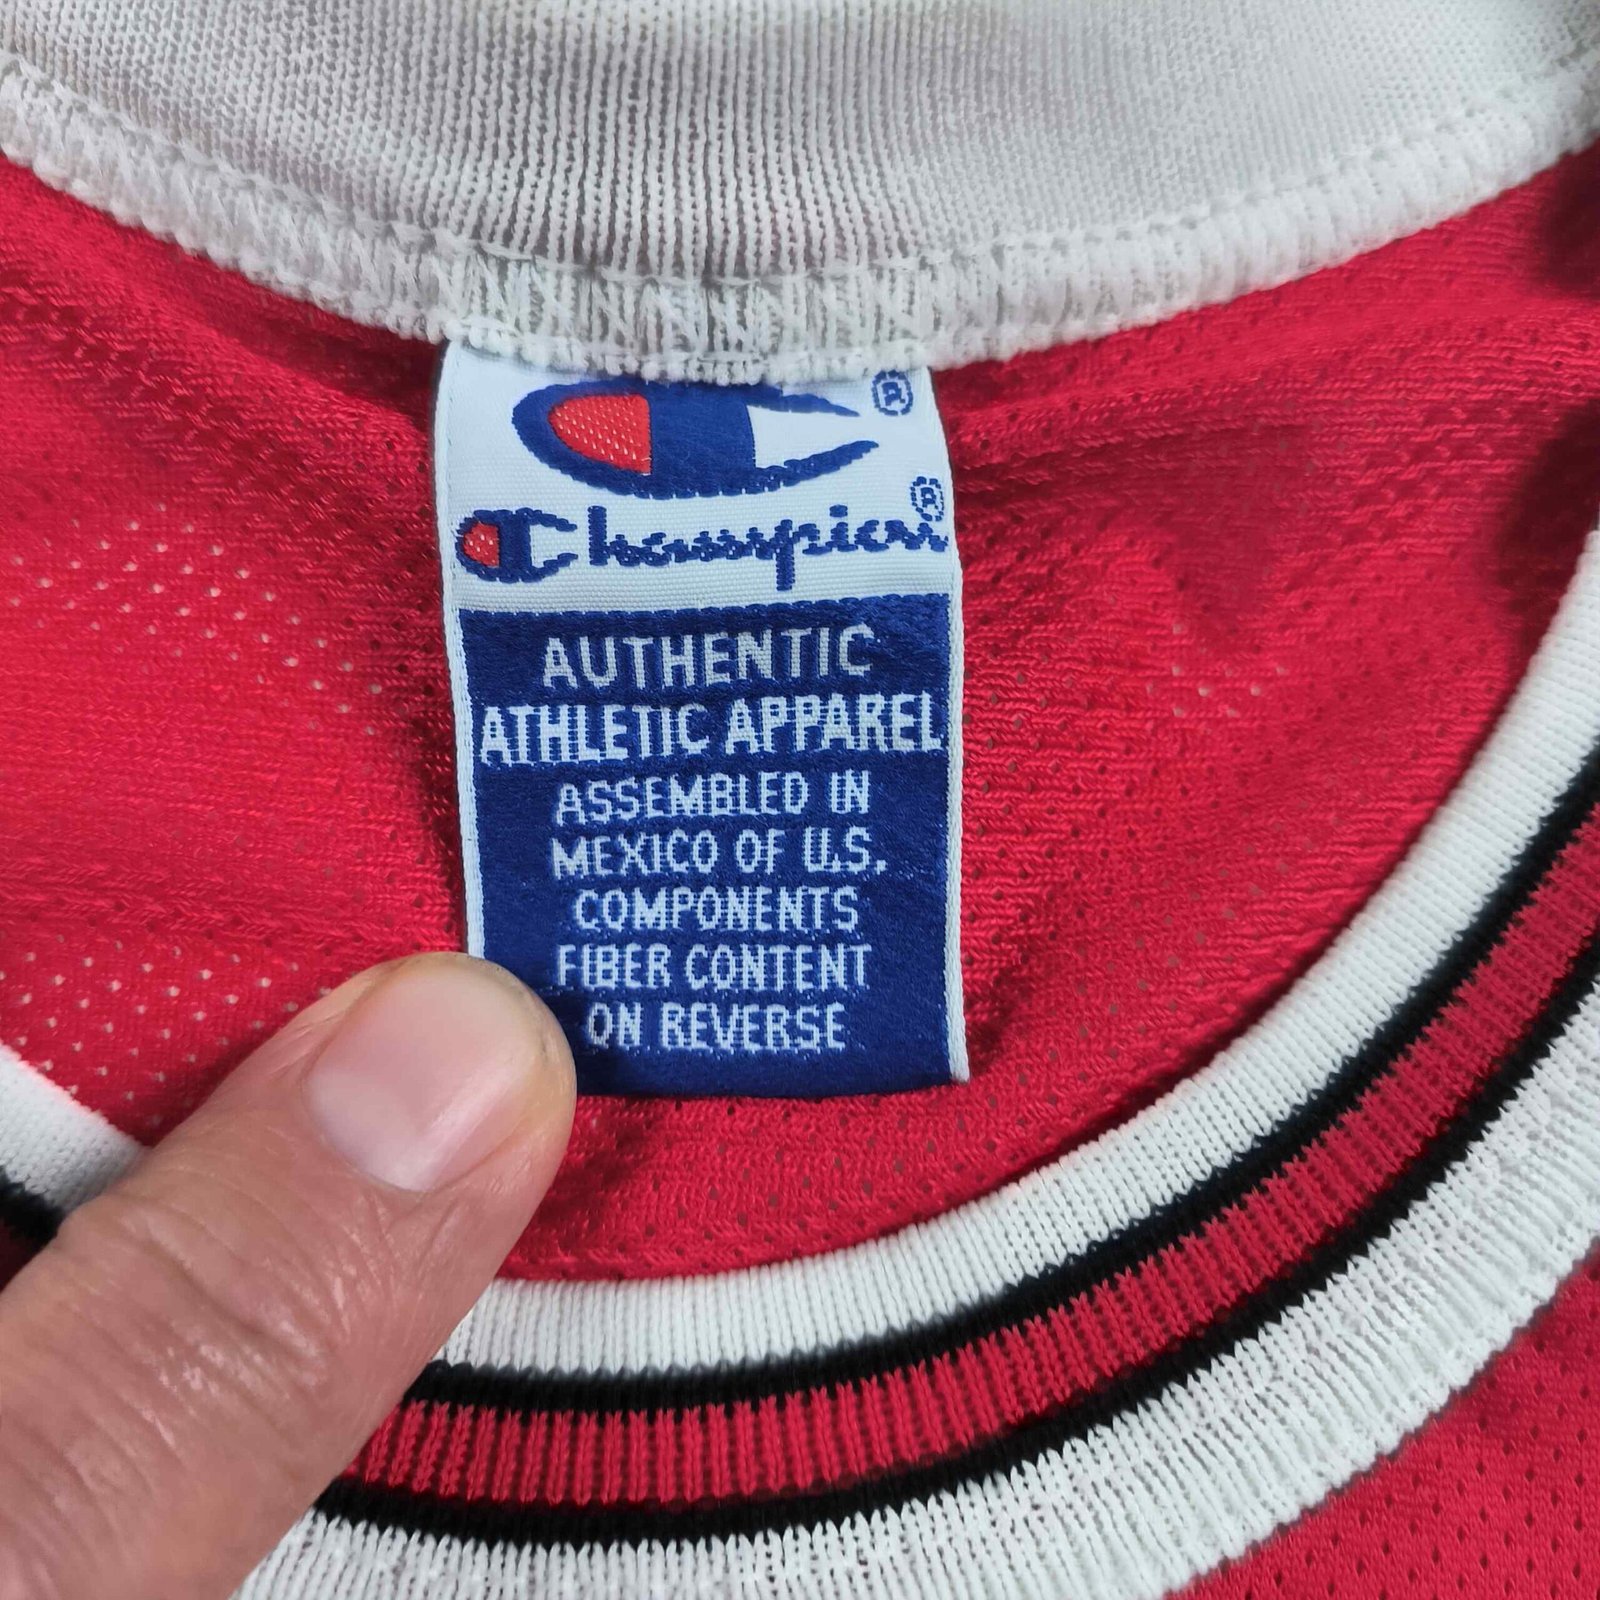 ®
Champion®
AUTHENTIC
ATHLETIC APPAREL
ASSEMBLED IN
MEXICO OF U.S.
COMPONENTS
FIBER CONTENT
ON REVERSE